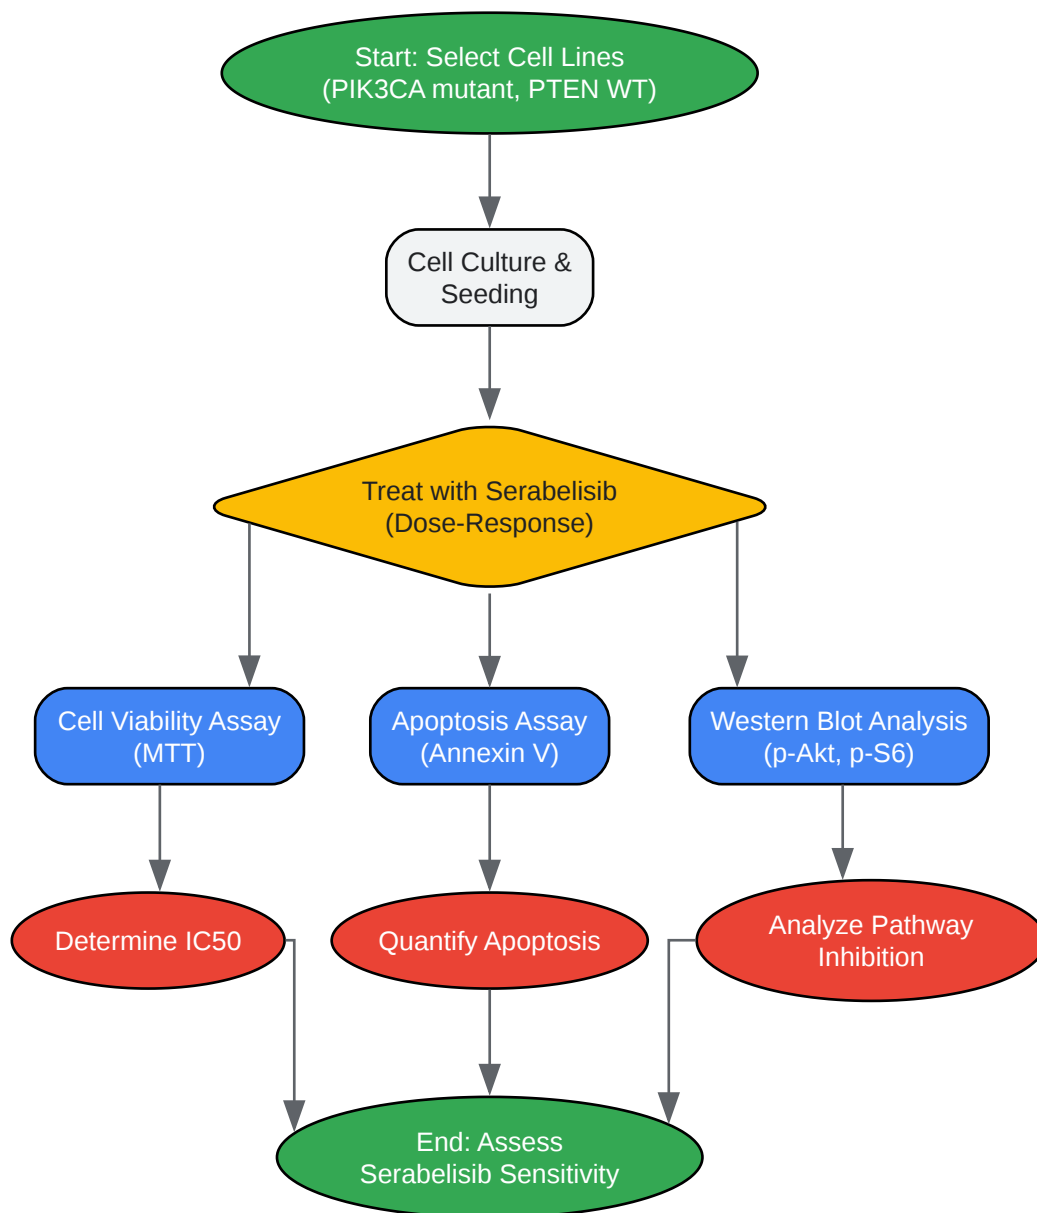 Start: Select Cell Lines
(PIK3CA mutant, PTEN WT)
Cell Culture &
Seeding
Treat with Serabelisib
(Dose-Response)
Cell Viability Assay
(MTT)
Apoptosis Assay
(Annexin V)
Western Blot Analysis
(p-Akt, p-S6)
Determine IC50
Quantify Apoptosis
Analyze Pathway
Inhibition
End: Assess
Serabelisib Sensitivity